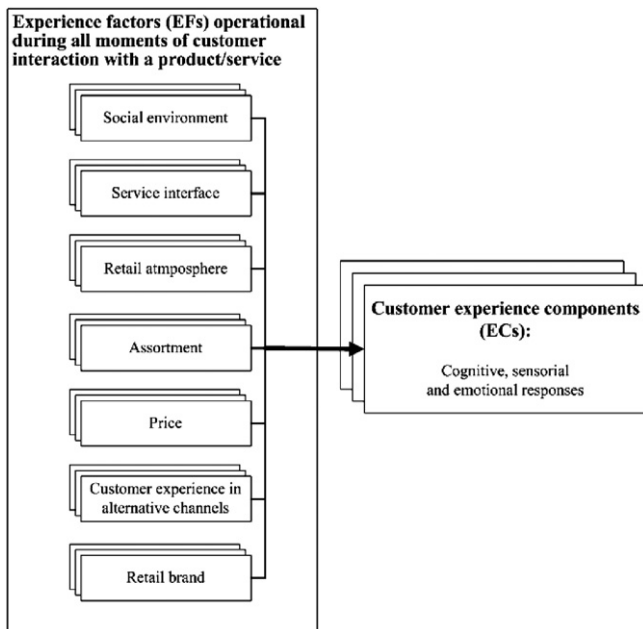 Experience factors (EFs) operational
during all moments of customer
interaction with a product/service
Social environment
Service interface
Retail atmposphere
Assortment
Price
Customer experience in
alternative channels
Retail brand
Customer experience components
(ECs):
Cognitive, sensorial
and emotional responses